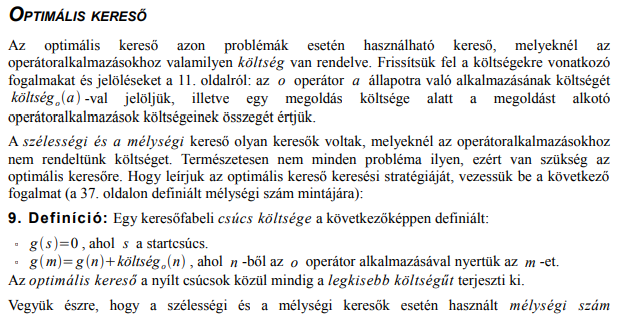 OPTIMÁLIS KERESŐ
Az optimális kereső azon problémák esetén használható kereső, melyeknél az
operátoralkalmazásokhoz valamilyen költség van rendelve. Frissítsük fel a költségekre vonatkozó
fogalmakat és jelöléseket a 11. oldalról: az o operátor a állapotra való alkalmazásának költségét
költségₒ(a) -val jelöljük, illetve egy megoldás költsége alatt a megoldást alkotó
operátoralkalmazások költségeinek összegét értjük.
A szélességi és a mélységi kereső olyan keresők voltak, melyeknél az operátoralkalmazásokhoz
nem rendeltünk költséget. Természetesen nem minden probléma ilyen, ezért van szükség az
optimális keresőre. Hogy leírjuk az optimális kereső keresési stratégiáját, vezessük be a következő
fogalmat (a 37. oldalon definiált mélységi szám mintájára):
9. Definíció: Egy keresőfabeli csúcs költsége a következőképpen definiált:
◦ g(s)=0 , ahol s a startcsúcs.
◦ g(m)=g(n)+költségₒ(n) , ahol n -ből az o operátor alkalmazásával nyertük az m -et.
Az optimális kereső a nyílt csúcsok közül mindig a legkisebb költségűt terjeszti ki.
Vegyük észre, hogy a szélességi és a mélységi keresők esetén használt mélységi szám